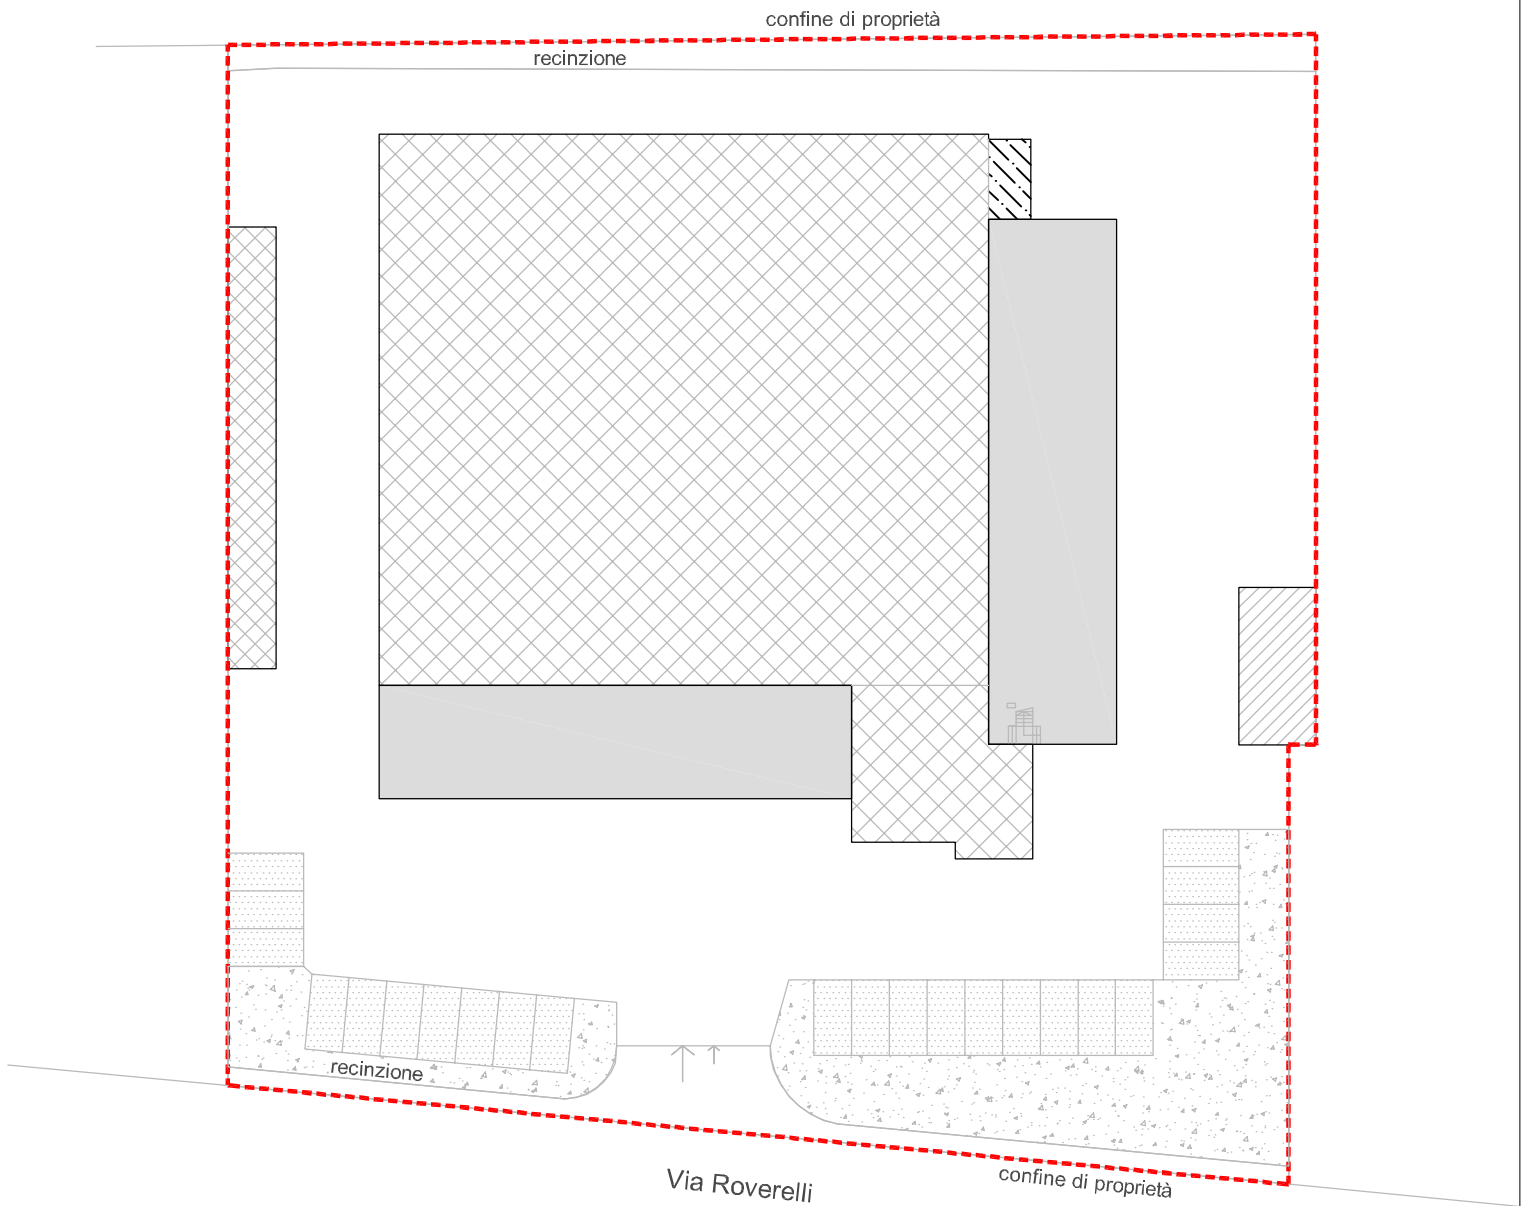 confine di proprietà
recinzione
recinzione
Via Roverelli
confine di proprietà